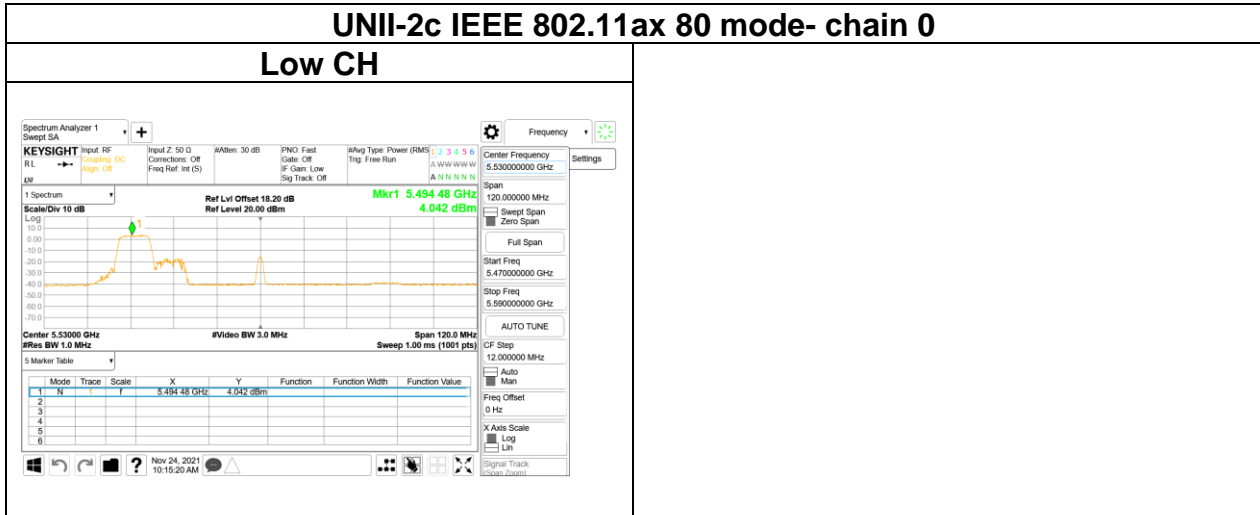 UNII-2c IEEE 802.11ax 80 mode- chain 0
Low CH
Spectrum Analyzer 1
Swept SA
Frequency
Settings
KEYSIGHT
RL
Input: RF
Coupling: DC
Align: Off
Input Z: 50 Ω
Corrections: Off
Freq Ref: Int (S)
#Atten: 30 dB
PNO: Fast
Gate: Off
IF Gain: Low
Sig Track: Off
#Avg Type: Power (RMS
Trig: Free Run
1 2 3 4 5 6
A W W W W W
A N N N N N
1 Spectrum
Scale/Div 10 dB
Ref Lvl Offset 18.20 dB
Ref Level 20.00 dBm
Mkr1 5.494 48 GHz
4.042 dBm
Log
10.0
0.00
-10.0
-20.0
-30.0
-40.0
-50.0
-60.0
-70.0
1
Center 5.53000 GHz
#Res BW 1.0 MHz
#Video BW 3.0 MHz
Span 120.0 MHz
Sweep 1.00 ms (1001 pts)
5 Marker Table
Mode Trace Scale X Y Function Function Width Function Value
1 N 1 f 5.494 48 GHz 4.042 dBm
2
3
4
5
6
Nov 24, 2021
10:15:20 AM
Center Frequency
5.530000000 GHz
Span
120.000000 MHz
Swept Span
Zero Span
Full Span
Start Freq
5.470000000 GHz
Stop Freq
5.590000000 GHz
AUTO TUNE
CF Step
12.000000 MHz
Auto
Man
Freq Offset
0 Hz
X Axis Scale
Log
Lin
Signal Track
(Span Zoom)